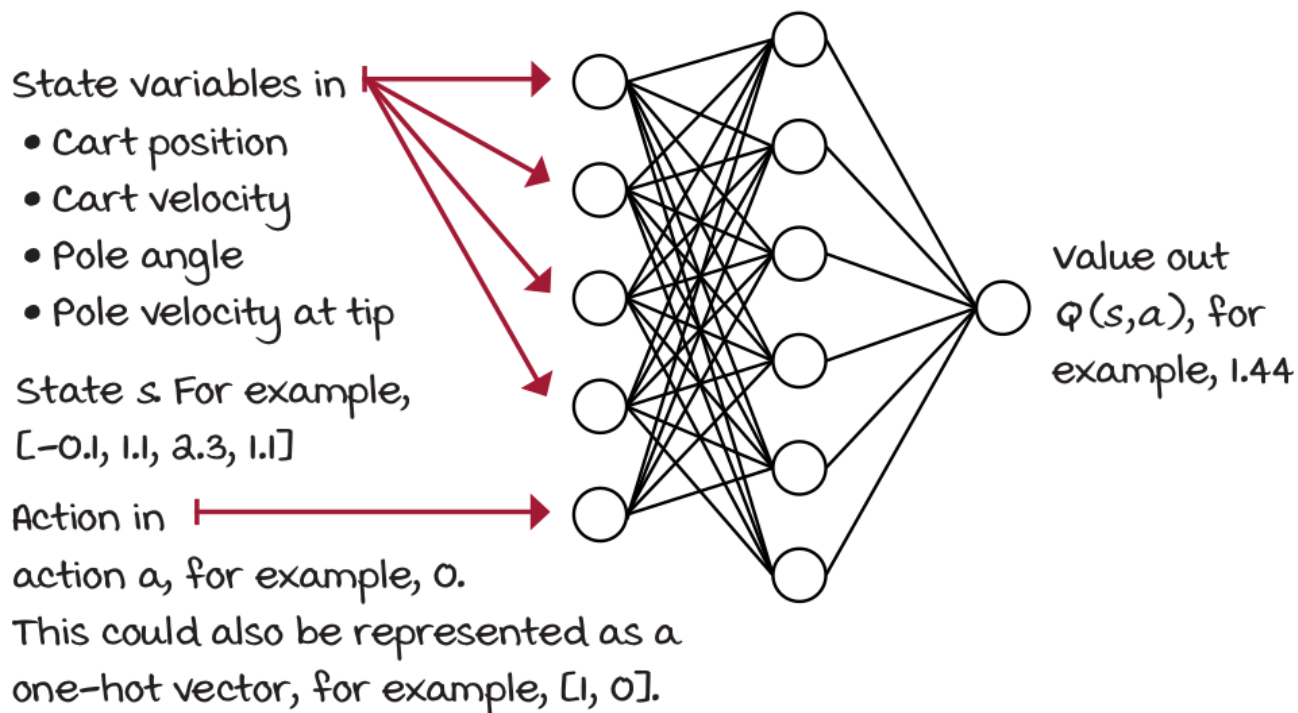 State variables in
• Cart position
• Cart velocity
• Pole angle
• Pole velocity at tip
State s. For example,
[-0.1, 1.1, 2.3, 1.1]
Action in
action a, for example, 0.
This could also be represented as a
one-hot vector, for example, [1, 0].
Value out
Q(s,a), for
example, 1.44